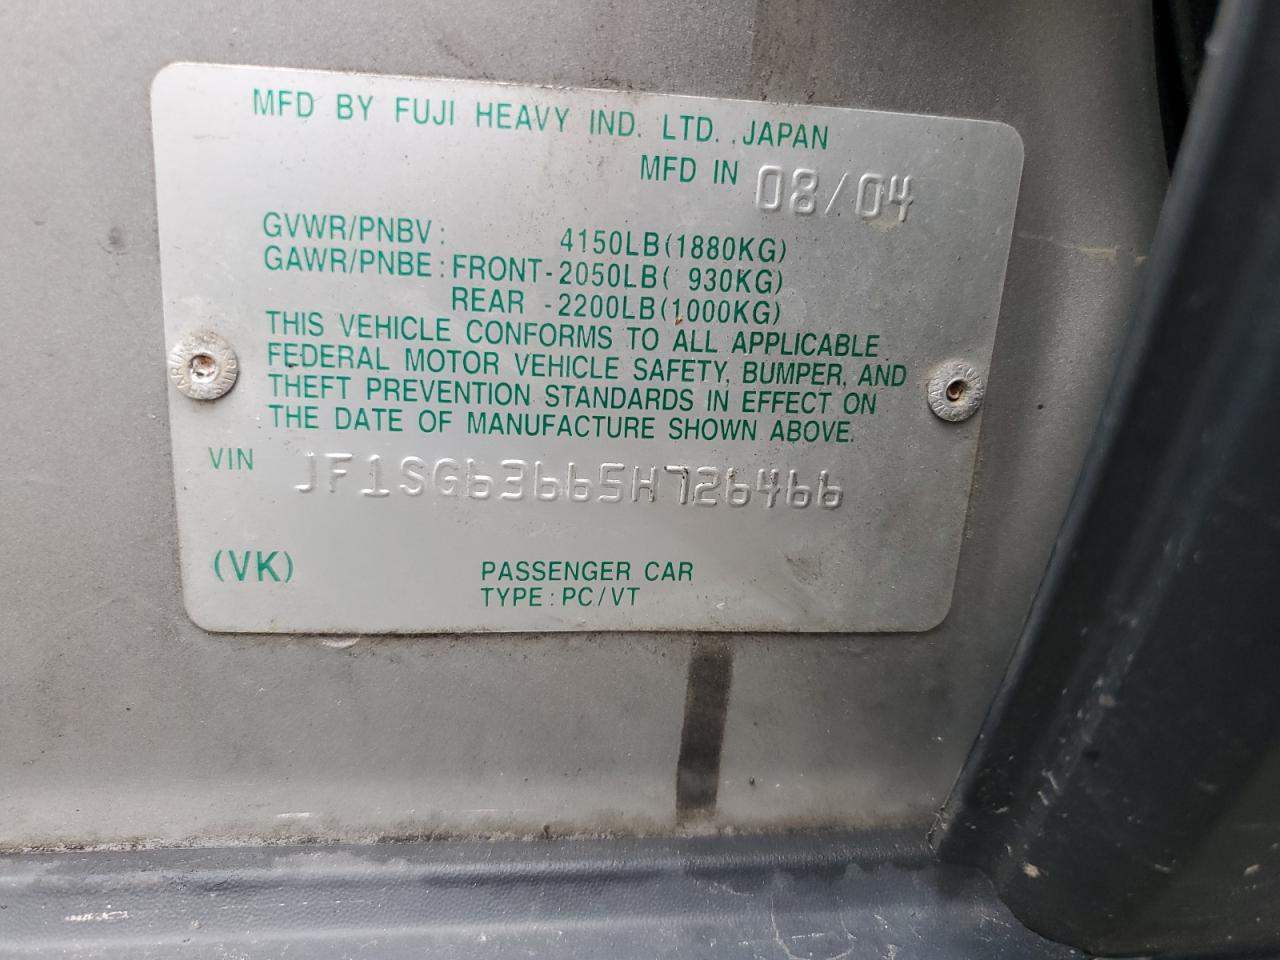 MFD BY FUJI HEAVY IND. LTD. , JAPAN
MFD IN 08/04
GVWR/PNBV: 4150LB(1880KG)
GAWR/PNBE: FRONT-2050LB( 930KG)
REAR -2200LB(1000KG)
THIS VEHICLE CONFORMS TO ALL APPLICABLE
FEDERAL MOTOR VEHICLE SAFETY, BUMPER, AND
THEFT PREVENTION STANDARDS IN EFFECT ON
THE DATE OF MANUFACTURE SHOWN ABOVE.
VIN JF1SG63665H726466
(VK) PASSENGER CAR
TYPE: PC/VT